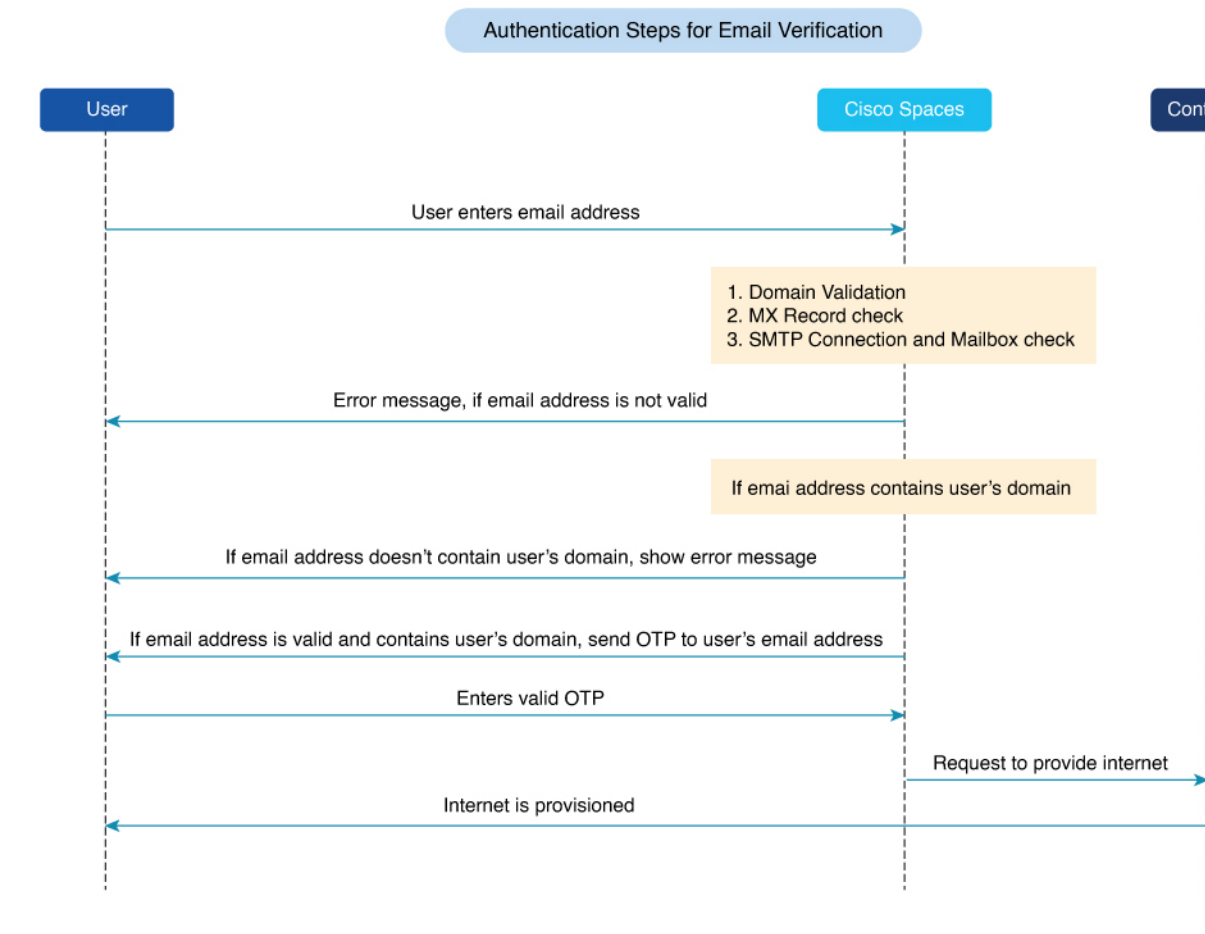 Authentication Steps for Email Verification
User
Cisco Spaces
User enters email address
1. Domain Validation
2. MX Record check
3. SMTP Connection and Mailbox check
Error message, if email address is not valid
If emai address contains user's domain
If email address doesn't contain user's domain, show error message
If email address is valid and contains user's domain, send OTP to user's email address
Enters valid OTP
Request to provide internet
Internet is provisioned